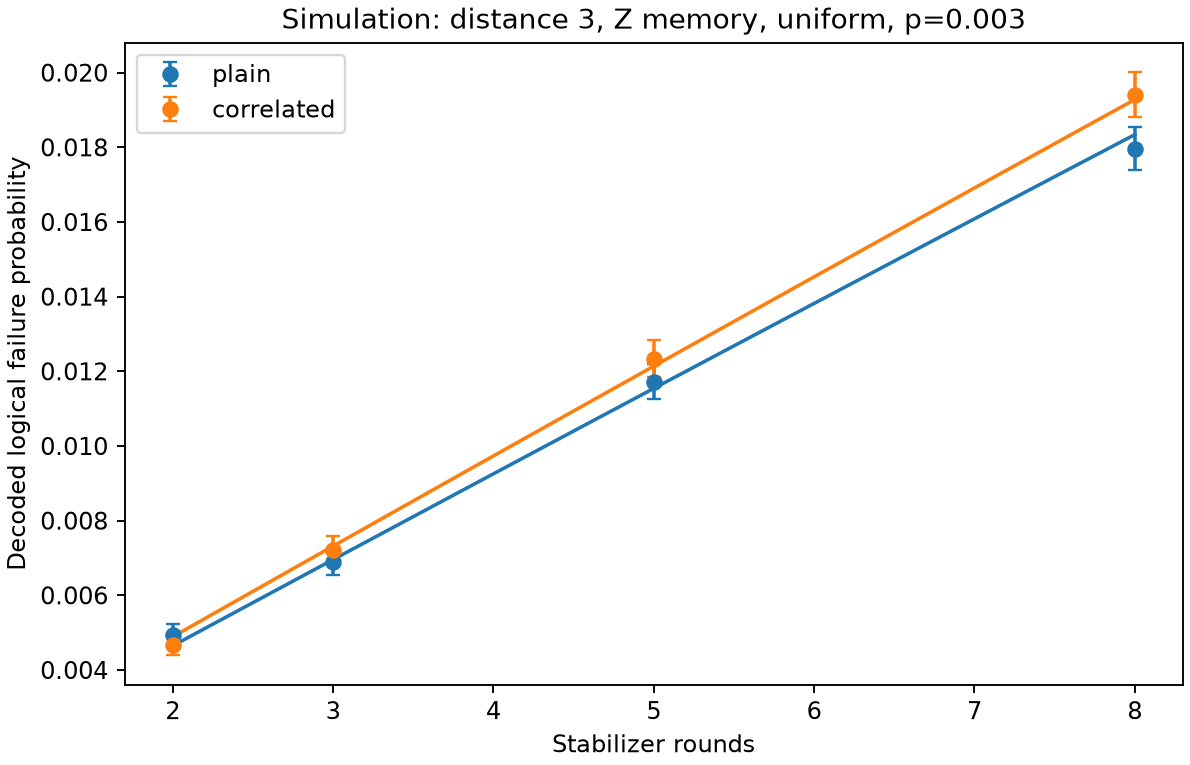 Simulation: distance 3, Z memory, uniform, p=0.003
plain
correlated
Decoded logical failure probability
0.020
0.018
0.016
0.014
0.012
0.010
0.008
0.006
0.004
2 3 4 5 6 7 8
Stabilizer rounds